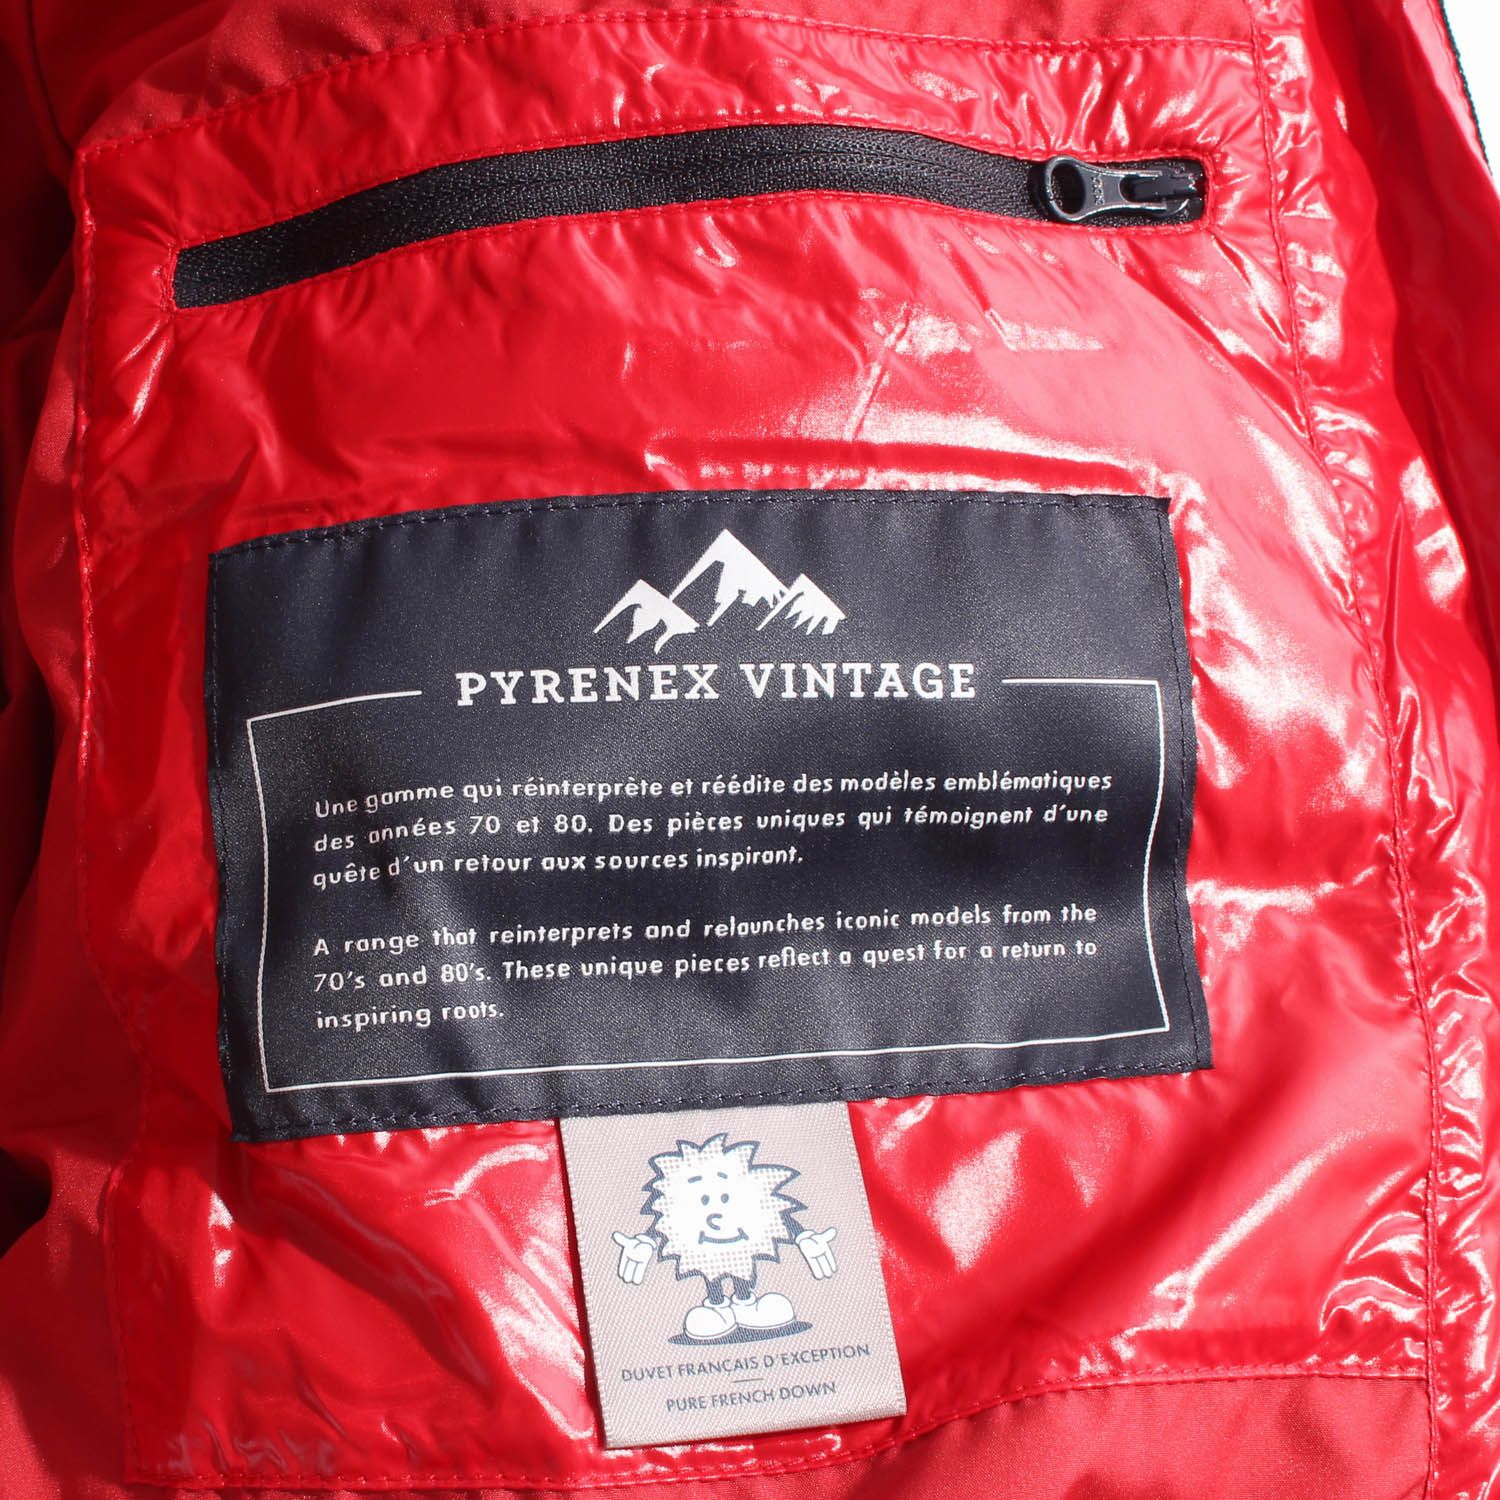 PYRENEX VINTAGE
Une gamme qui réinterprète et réédite des modèles emblématiques
des années 70 et 80. Des pièces uniques qui témoignent d'une
quête d'un retour aux sources inspirant.
A range that reinterprets and relaunches iconic models from the
70's and 80's. These unique pieces reflect a quest for a return to
inspiring roots.
DUVET FRANÇAIS D'EXCEPTION
PURE FRENCH DOWN